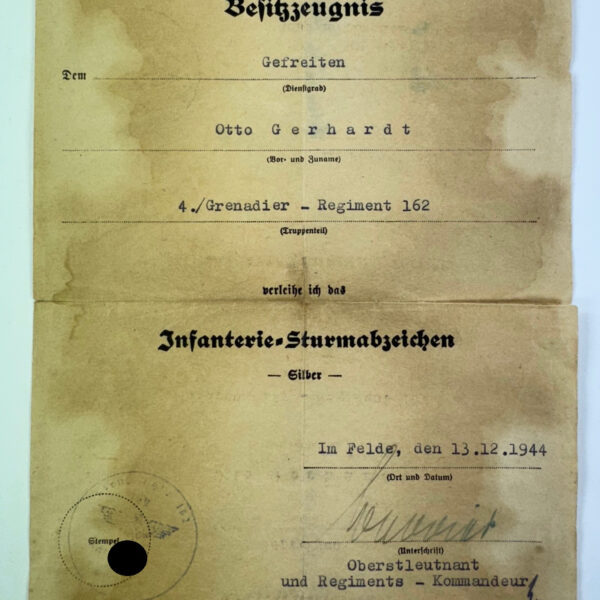 Besitzzeugnis
Gefreiten
Dem
(Dienstgrad)
Otto Gerhardt
(Vor- und Zuname)
4./Grenadier - Regiment 162
(Truppenteil)
verleihe ich das
Infanterie-Sturmabzeichen
— Silber —
Im Felde, den 13.12.1944
(Ort und Datum)
(Unterschrift)
Stempel
Oberstleutnant
und Regiments - Kommandeur